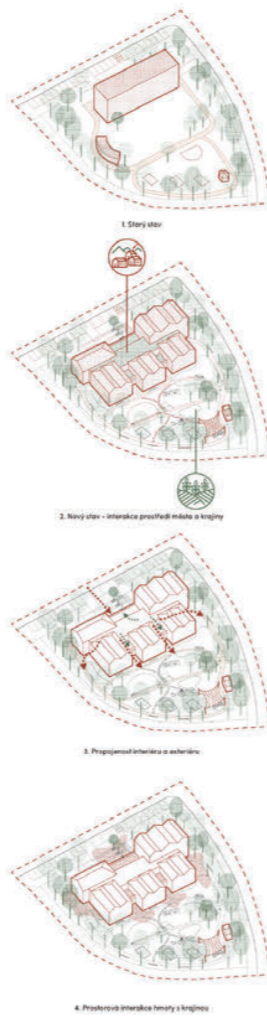 1. Starý stav
2. Nový stav - interakce prostředí města a krajiny
3. Propojenost interiéru a exteriéru
4. Prostorová interakce hmoty s krajinou